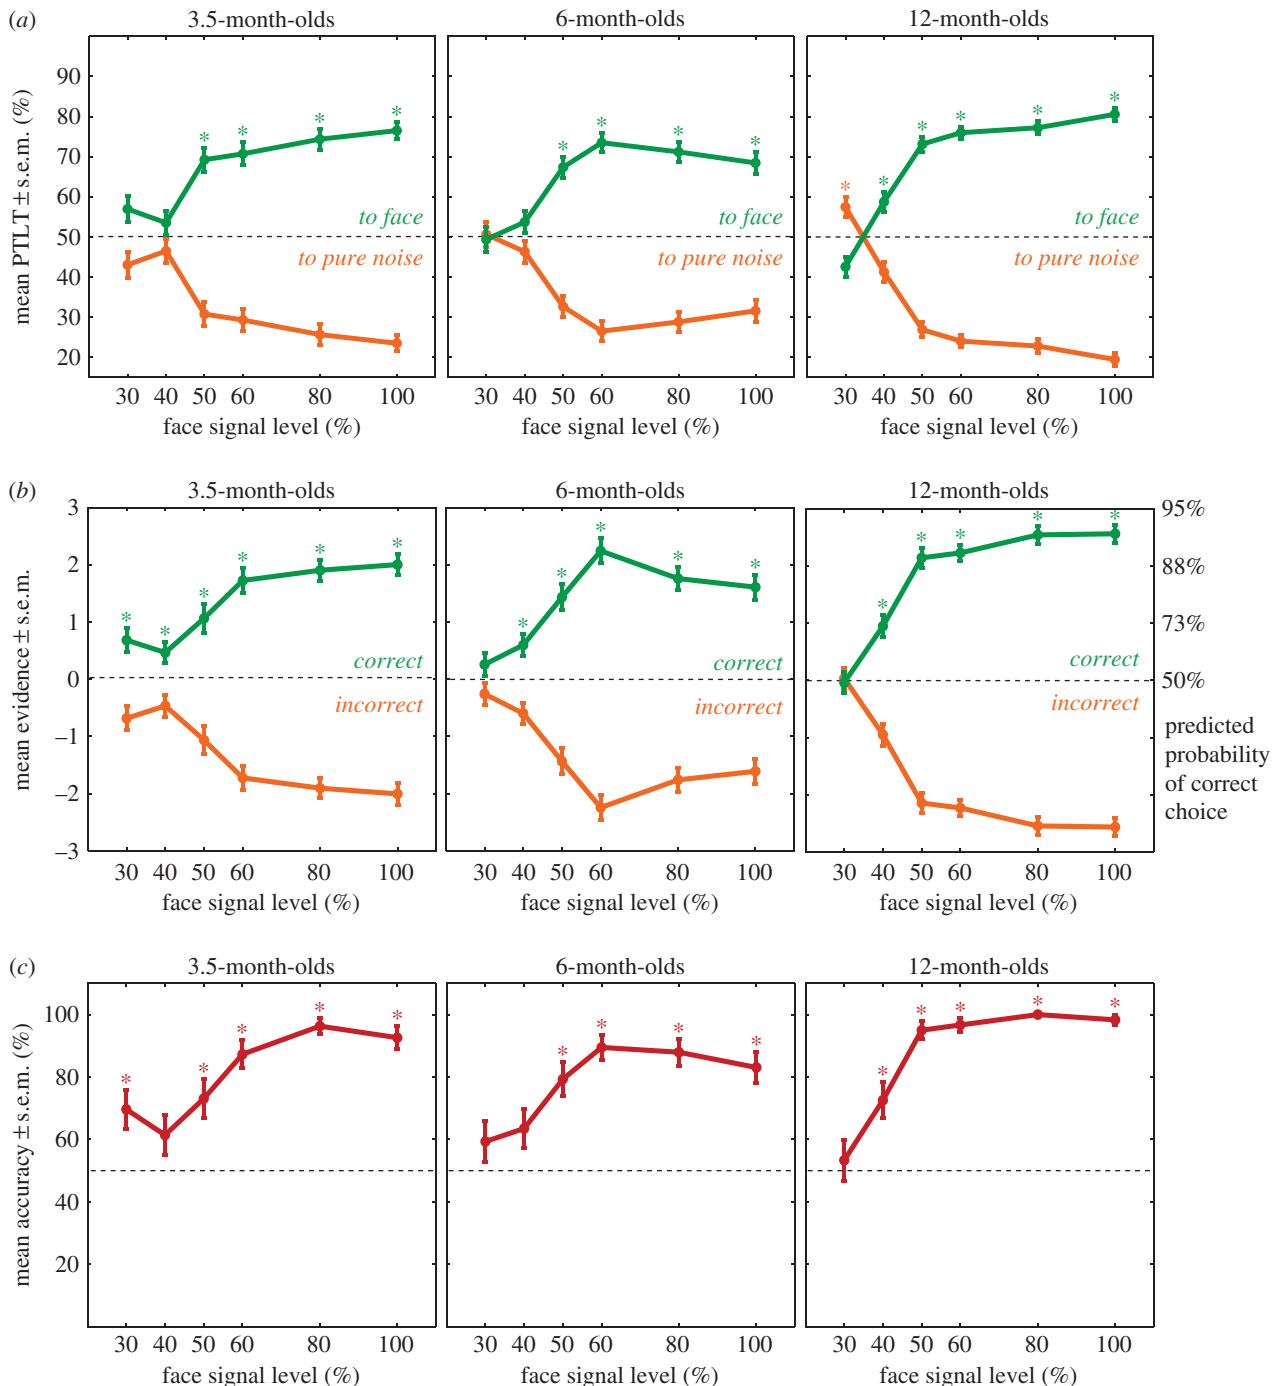 (a)
3.5-month-olds
6-month-olds
12-month-olds
mean PTLT ± s.e.m. (%)
90
80
70
60
50
40
30
20
* * * *
* * * *
* * * * * *
to face
to pure noise
to face
to pure noise
to face
to pure noise
30 40 50 60 80 100
30 40 50 60 80 100
30 40 50 60 80 100
face signal level (%)
face signal level (%)
face signal level (%)
(b)
3.5-month-olds
6-month-olds
12-month-olds
mean evidence ± s.e.m.
3
2
1
0
–1
–2
–3
* * * * * *
* * * * *
* * * * *
correct
incorrect
correct
incorrect
correct
incorrect
95%
88%
73%
50%
predicted
probability
of correct
choice
30 40 50 60 80 100
30 40 50 60 80 100
30 40 50 60 80 100
face signal level (%)
face signal level (%)
face signal level (%)
(c)
3.5-month-olds
6-month-olds
12-month-olds
mean accuracy ± s.e.m. (%)
100
80
60
40
20
* * * * *
* * * *
* * * * *
30 40 50 60 80 100
30 40 50 60 80 100
30 40 50 60 80 100
face signal level (%)
face signal level (%)
face signal level (%)